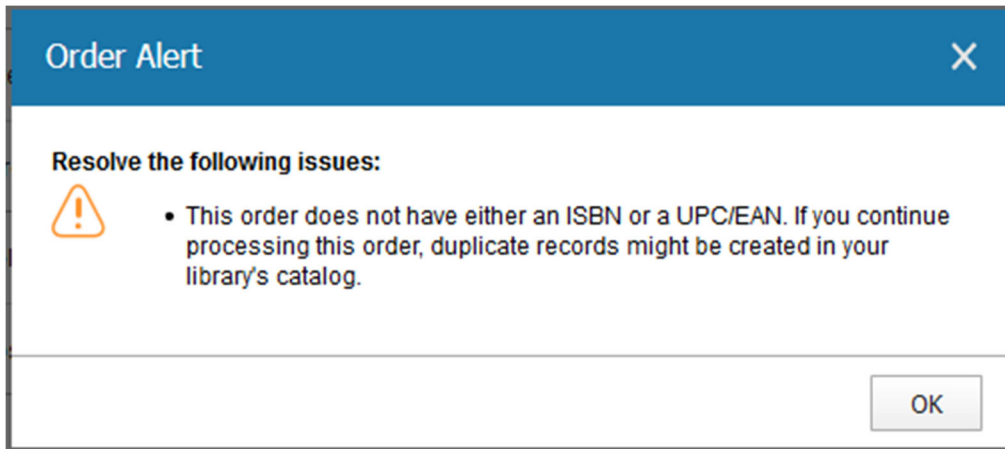 Order Alert
Resolve the following issues:
• This order does not have either an ISBN or a UPC/EAN. If you continue
processing this order, duplicate records might be created in your
library's catalog.
OK